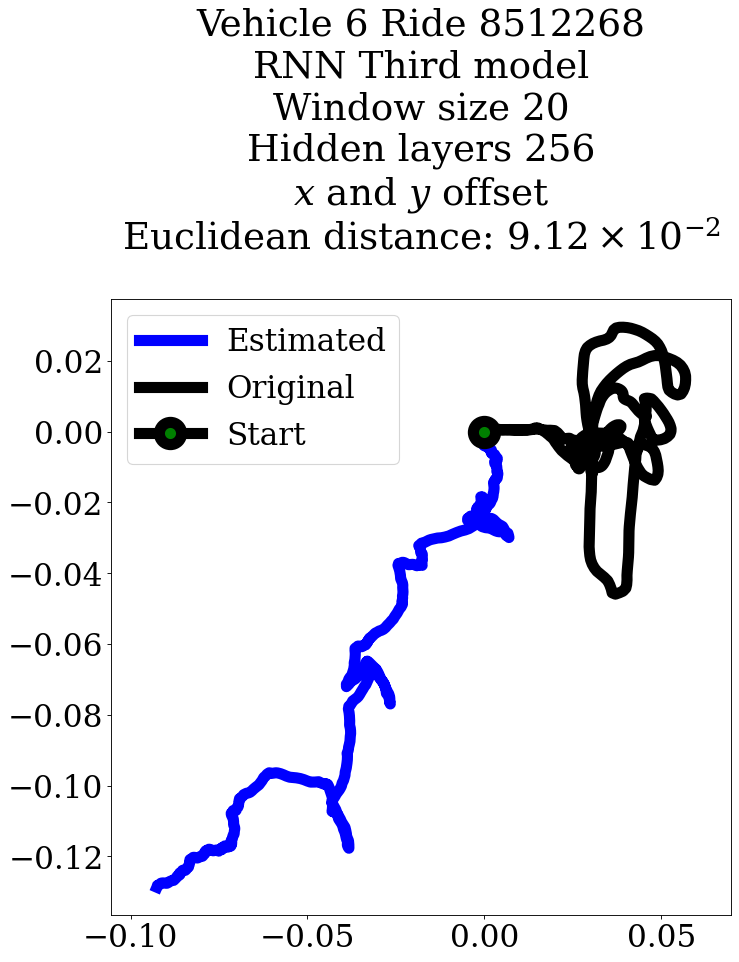 Vehicle 6 Ride 8512268
RNN Third model
Window size 20
Hidden layers 256
x and y offset
Euclidean distance: 9.12 × 10⁻²
Estimated
Original
Start
0.02
0.00
−0.02
−0.04
−0.06
−0.08
−0.10
−0.12
−0.10 −0.05 0.00 0.05